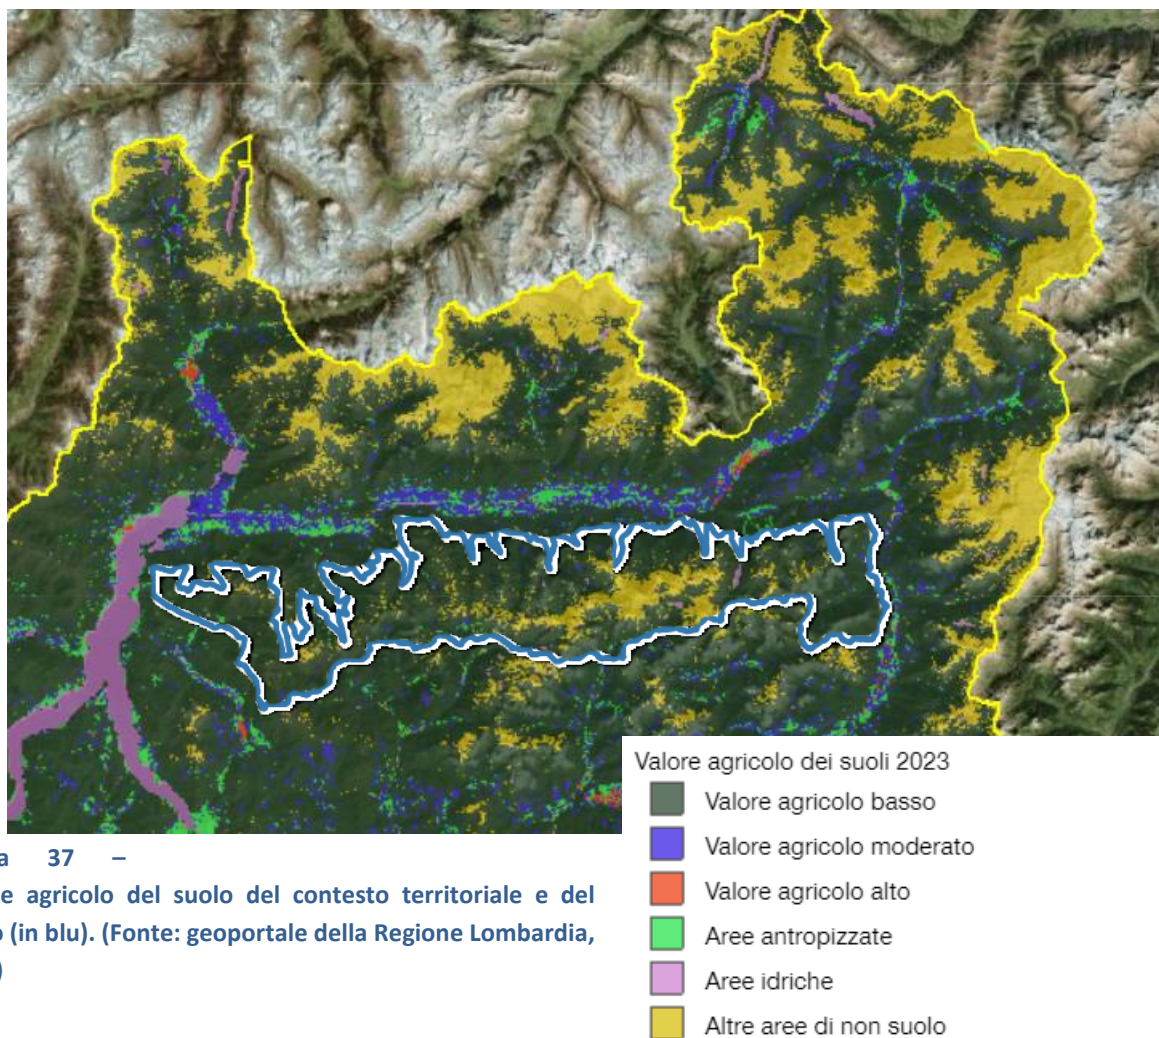 a 37 –
e agricolo del suolo del contesto territoriale e del
o (in blu). (Fonte: geoportale della Regione Lombardia,
)
Valore agricolo dei suoli 2023
Valore agricolo basso
Valore agricolo moderato
Valore agricolo alto
Aree antropizzate
Aree idriche
Altre aree di non suolo